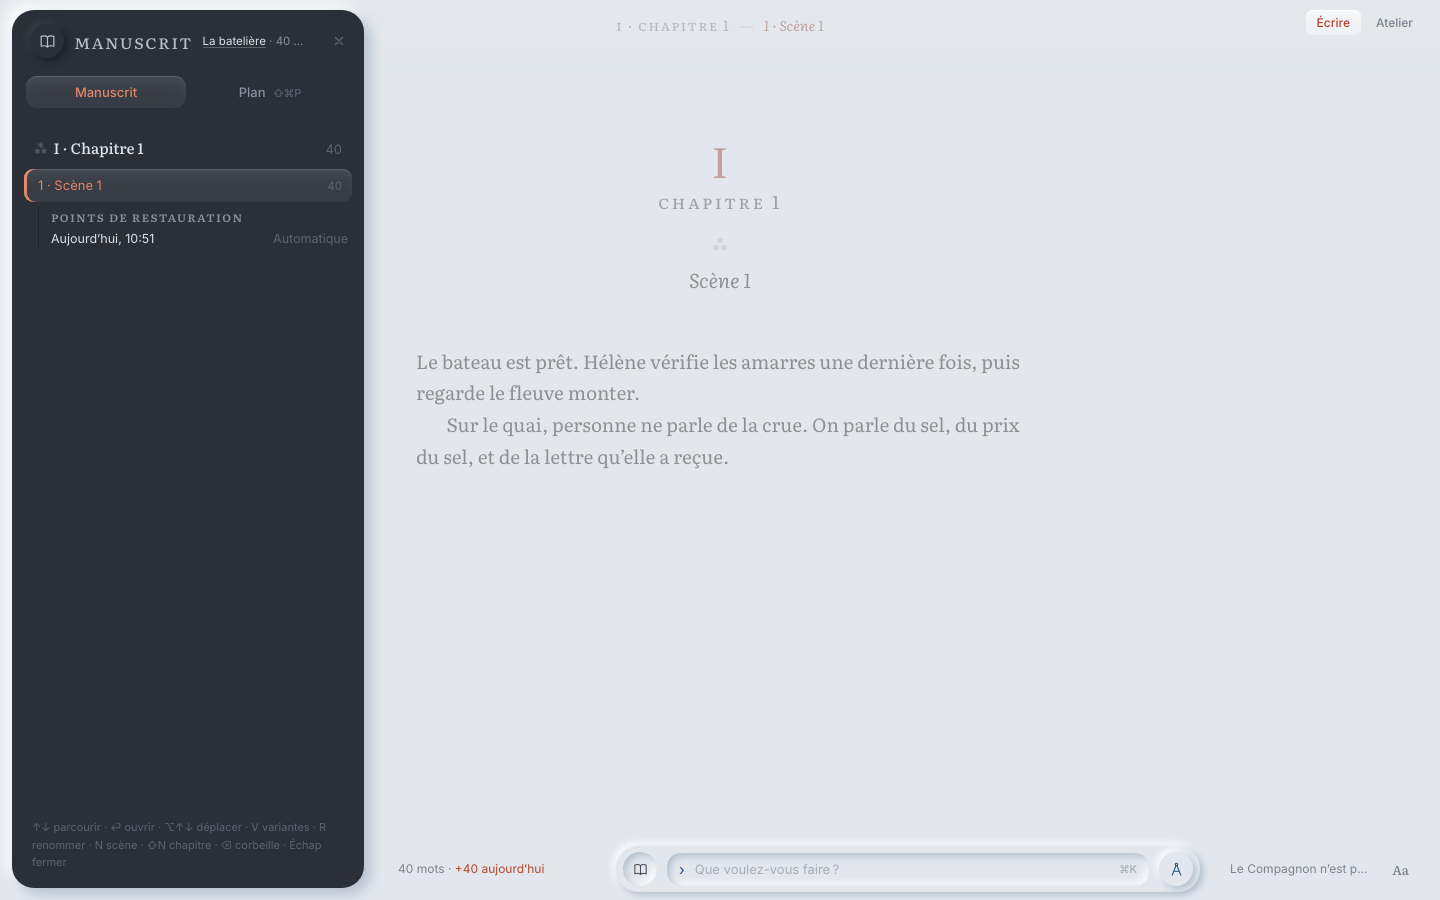 MANUSCRIT La batelière · 40 …
Manuscrit Plan ⇧⌘P
I · Chapitre 1 40
1 · Scène 1 40
POINTS DE RESTAURATION
Aujourd’hui, 10:51 Automatique
↑↓ parcourir · ⏎ ouvrir · ⌥↑↓ déplacer · V variantes · R
renommer · N scène · ⇧N chapitre · ⌫ corbeille · Échap
fermer
I · CHAPITRE 1 — 1 · Scène 1
Écrire Atelier
I
CHAPITRE 1
Scène 1
Le bateau est prêt. Hélène vérifie les amarres une dernière fois, puis
regarde le fleuve monter.
Sur le quai, personne ne parle de la crue. On parle du sel, du prix
du sel, et de la lettre qu’elle a reçue.
40 mots · +40 aujourd’hui
› Que voulez-vous faire ? ⌘K
Le Compagnon n’est p… Aa